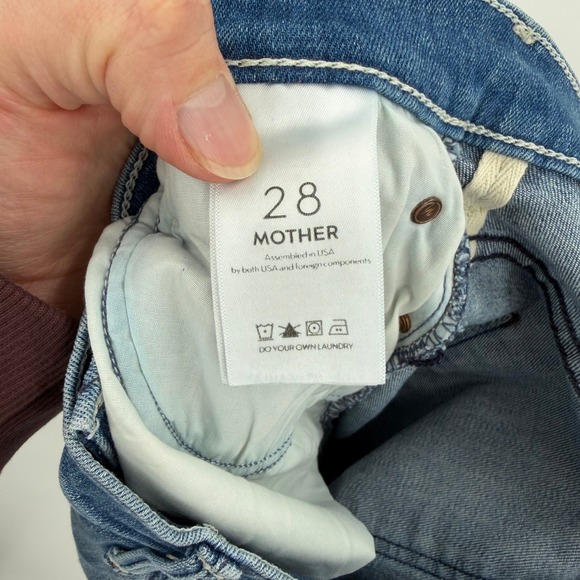 28
MOTHER
Assembled in USA
by both USA and foreign components
DO YOUR OWN LAUNDRY